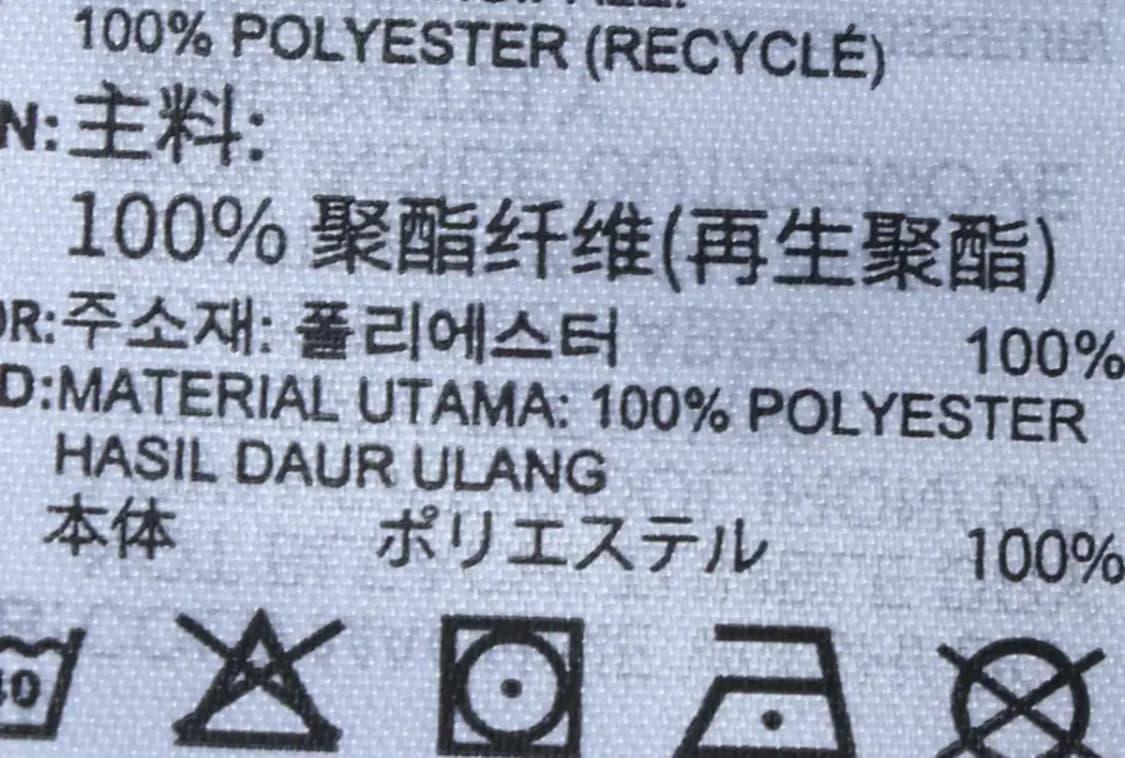 100% POLYESTER (RECYCLÉ)
N: 主料:
100% 聚酯纤维(再生聚酯)
R: 주소재: 폴리에스터 100%
D: MATERIAL UTAMA: 100% POLYESTER
HASIL DAUR ULANG
本体 ポリエステル 100%
40